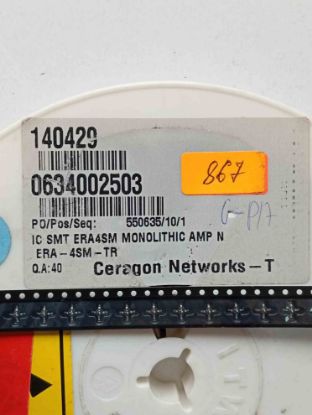 140429
0634002503
867
PO/Pos/Seq: 550635/10/1
IC SMT ERA4SM MONOLITHIC AMP N
ERA-4SM-TR
Q.A:40 Ceragon Networks-T